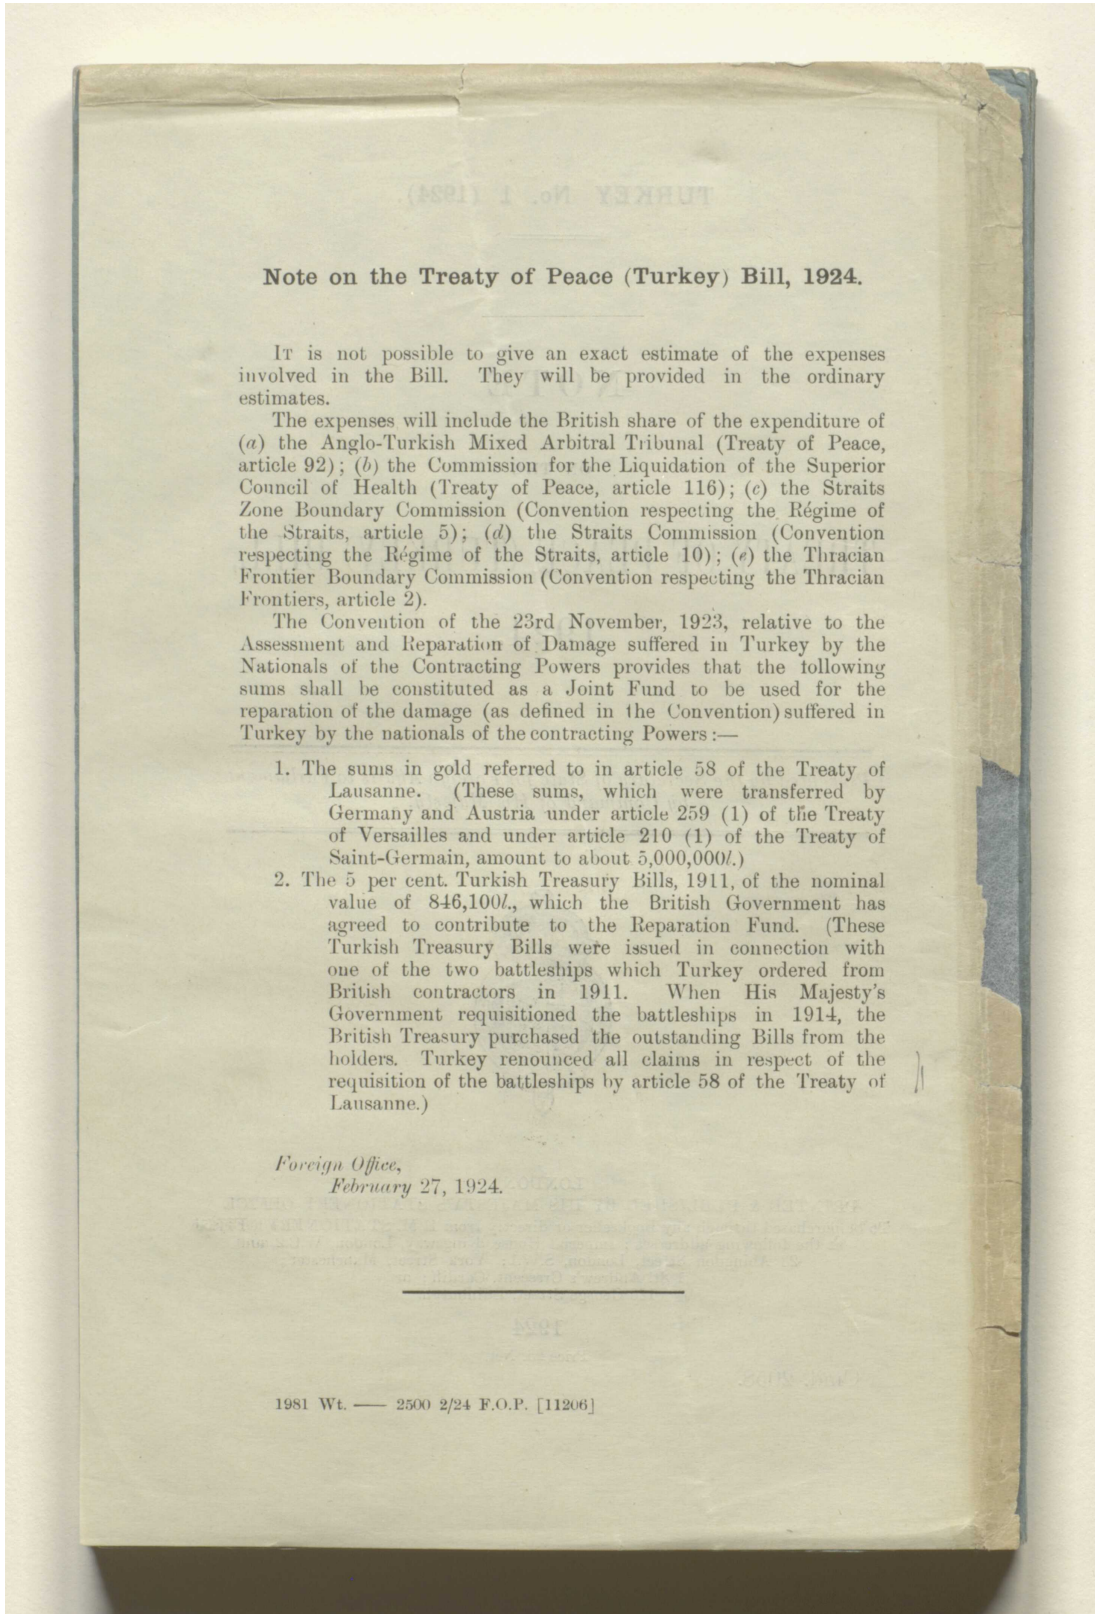 Note on the Treaty of Peace (Turkey) Bill, 1924.
IT is not possible to give an exact estimate of the expenses
involved in the Bill. They will be provided in the ordinary
estimates.
The expenses will include the British share of the expenditure of
(a) the Anglo-Turkish Mixed Arbitral Tribunal (Treaty of Peace,
article 92); (b) the Commission for the Liquidation of the Superior
Council of Health (Treaty of Peace, article 116); (c) the Straits
Zone Boundary Commission (Convention respecting the Régime of
the Straits, article 5); (d) the Straits Commission (Convention
respecting the Régime of the Straits, article 10); (e) the Thracian
Frontier Boundary Commission (Convention respecting the Thracian
Frontiers, article 2).
The Convention of the 23rd November, 1923, relative to the
Assessment and Reparation of Damage suffered in Turkey by the
Nationals of the Contracting Powers provides that the following
sums shall be constituted as a Joint Fund to be used for the
reparation of the damage (as defined in the Convention) suffered in
Turkey by the nationals of the contracting Powers:—
1. The sums in gold referred to in article 58 of the Treaty of
Lausanne. (These sums, which were transferred by
Germany and Austria under article 259 (1) of the Treaty
of Versailles and under article 210 (1) of the Treaty of
Saint-Germain, amount to about 5,000,000l.)
2. The 5 per cent. Turkish Treasury Bills, 1911, of the nominal
value of 846,100l., which the British Government has
agreed to contribute to the Reparation Fund. (These
Turkish Treasury Bills were issued in connection with
one of the two battleships which Turkey ordered from
British contractors in 1911. When His Majesty's
Government requisitioned the battleships in 1914, the
British Treasury purchased the outstanding Bills from the
holders. Turkey renounced all claims in respect of the
requisition of the battleships by article 58 of the Treaty of
Lausanne.)
Foreign Office,
February 27, 1924.
1981 Wt. — 2500 2/24 F.O.P. [11206]